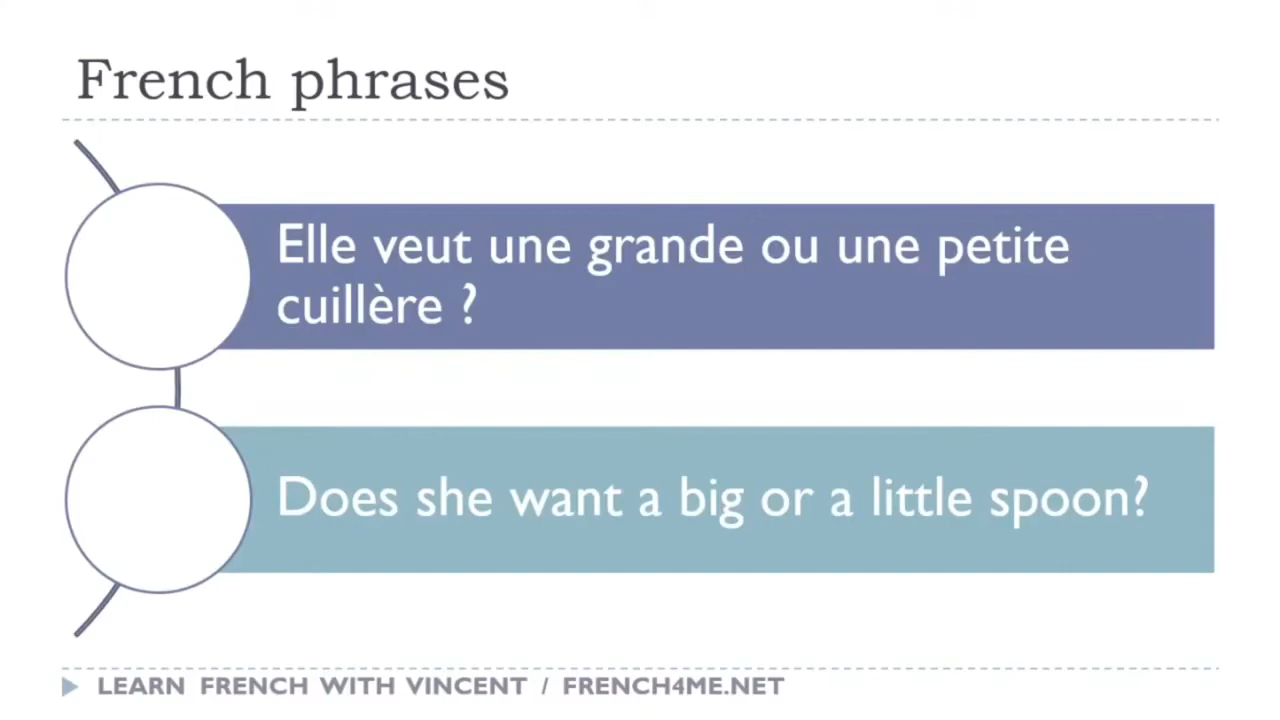 French phrases
Elle veut une grande ou une petite
cuillère ?
Does she want a big or a little spoon?
LEARN FRENCH WITH VINCENT / FRENCH4ME.NET